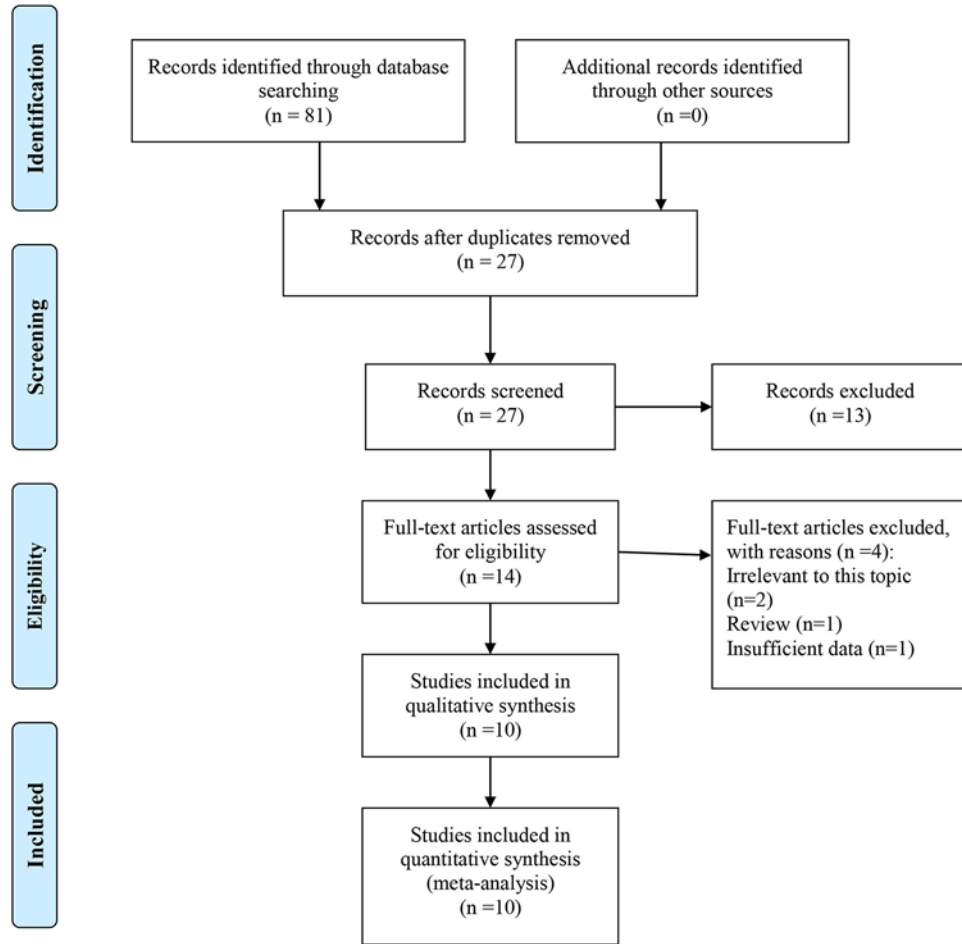 Identification
Records identified through database
searching
(n = 81)
Additional records identified
through other sources
(n =0)
Records after duplicates removed
(n = 27)
Screening
Records screened
(n = 27)
Records excluded
(n =13)
Eligibility
Full-text articles assessed
for eligibility
(n =14)
Full-text articles excluded,
with reasons (n =4):
Irrelevant to this topic
(n=2)
Review (n=1)
Insufficient data (n=1)
Studies included in
qualitative synthesis
(n =10)
Included
Studies included in
quantitative synthesis
(meta-analysis)
(n =10)